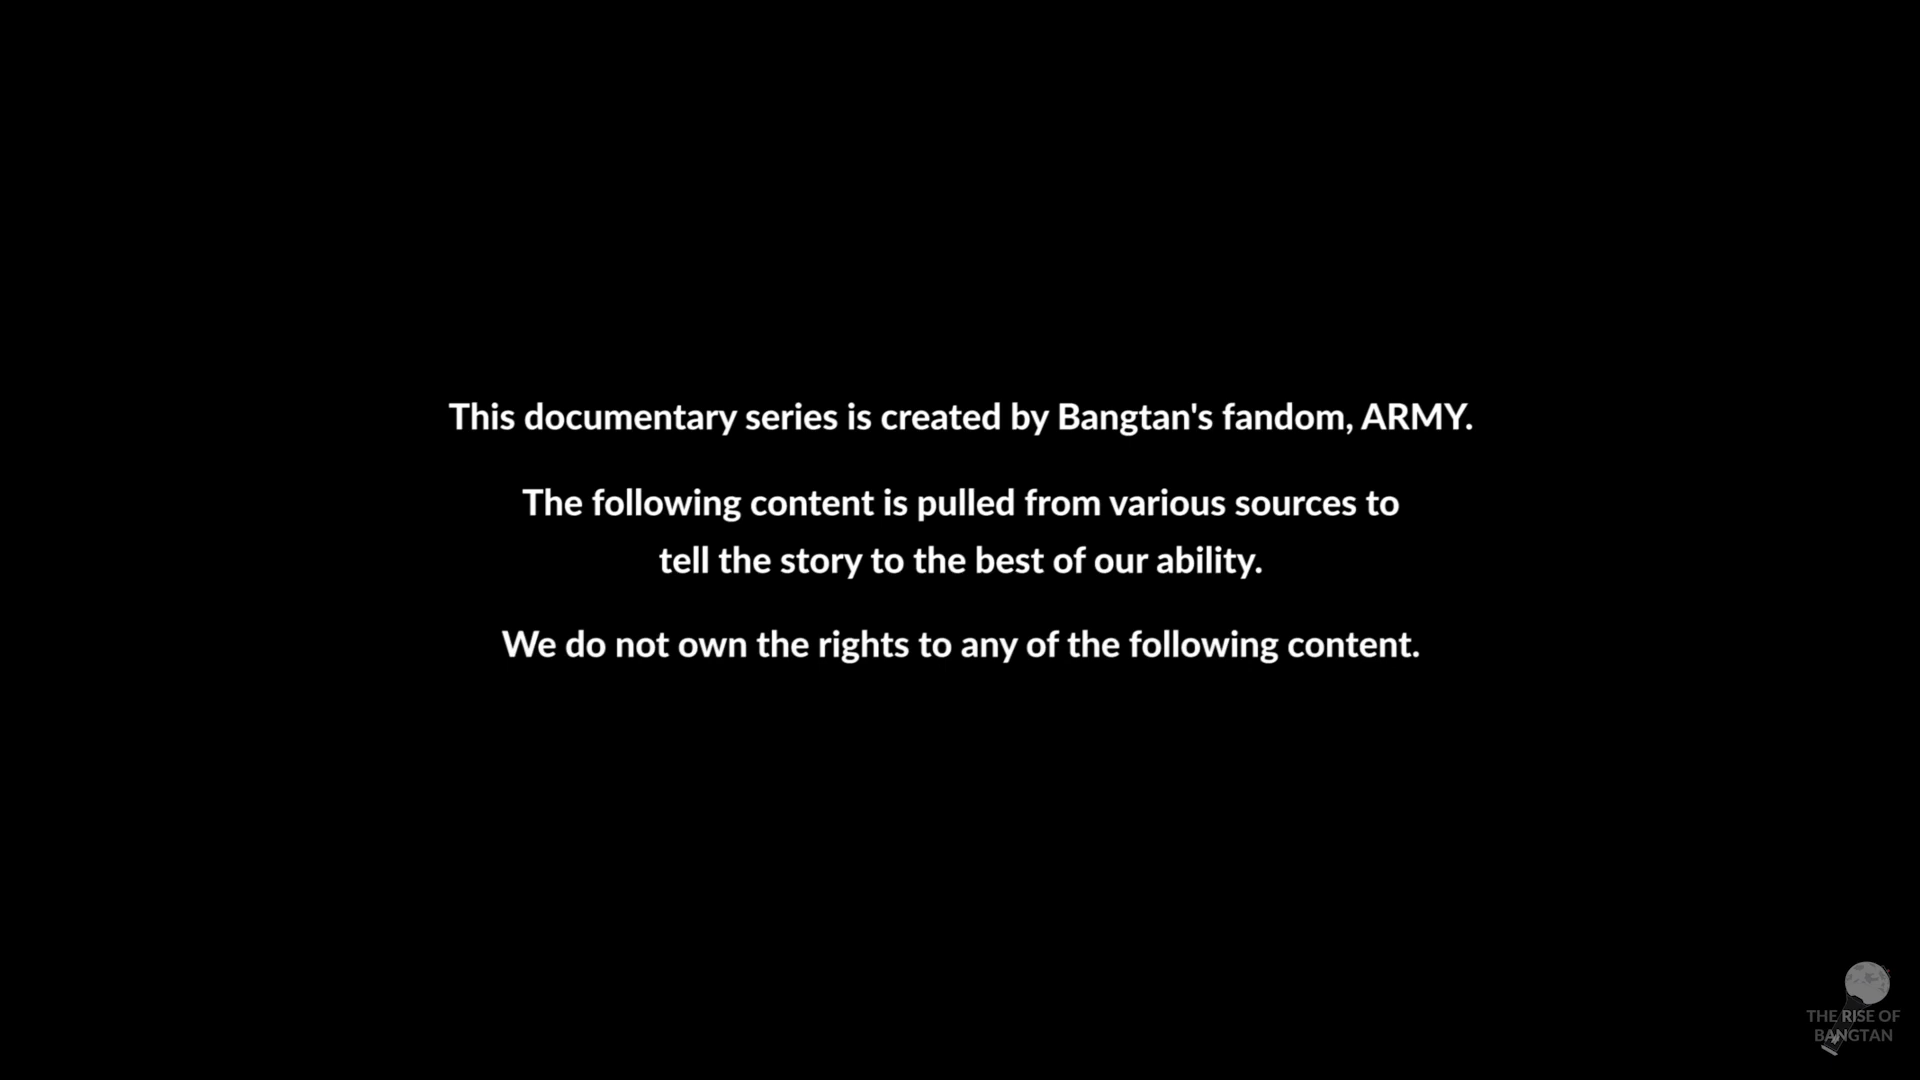 This documentary series is created by Bangtan's fandom, ARMY.
The following content is pulled from various sources to
tell the story to the best of our ability.
We do not own the rights to any of the following content.
THE RISE OF
BANGTAN